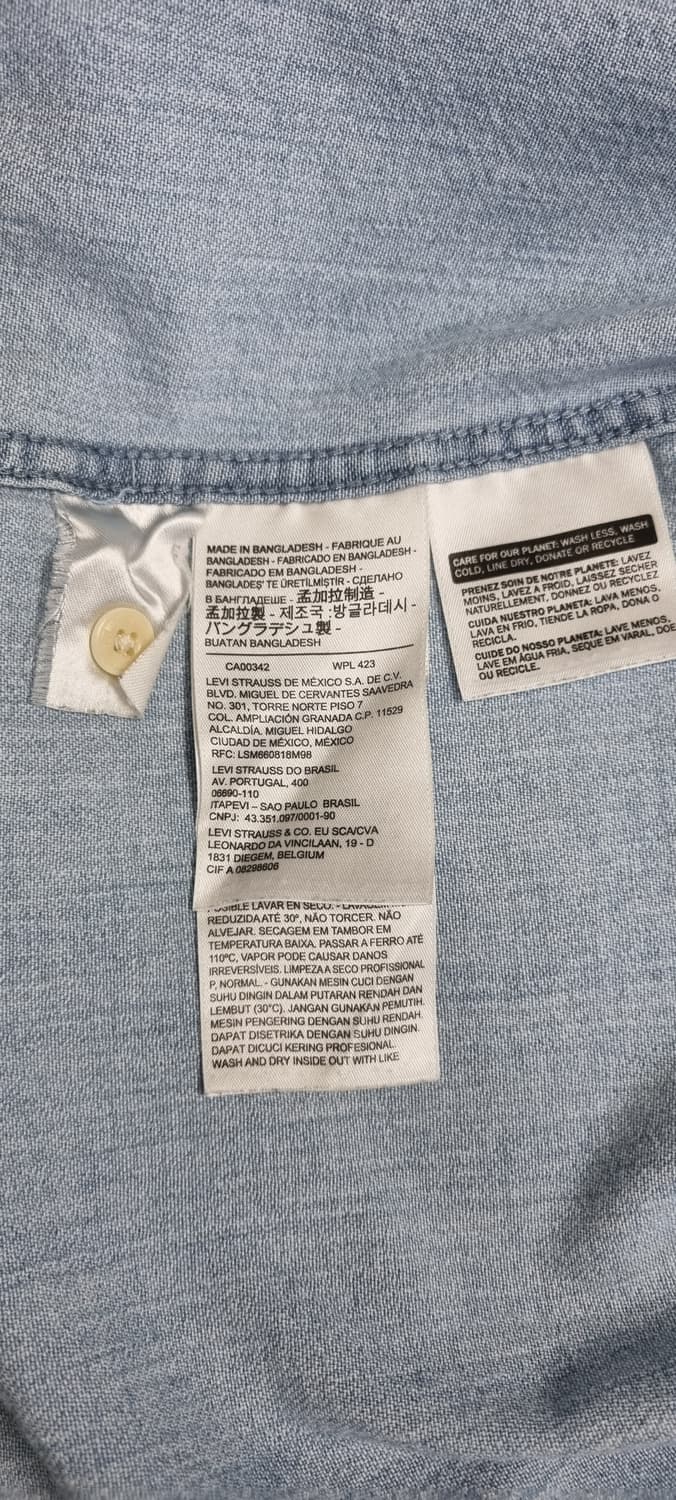 MADE IN BANGLADESH - FABRIQUE AU
BANGLADESH - FABRICADO EN BANGLADESH -
FABRICADO EM BANGLADESH -
BANGLADEŞ' TE ÜRETİLMİŞTİR - СДЕЛАНО
В БАНГЛАДЕШЕ - 孟加拉制造 -
孟加拉製 - 제조국 :방글라데시 -
バングラデシュ製 -
BUATAN BANGLADESH
CA00342 WPL 423
LEVI STRAUSS DE MÉXICO S.A. DE C.V.
BLVD. MIGUEL DE CERVANTES SAAVEDRA
NO. 301, TORRE NORTE PISO 7
COL. AMPLIACIÓN GRANADA C.P. 11529
ALCALDÍA. MIGUEL HIDALGO
CIUDAD DE MÉXICO, MÉXICO
RFC: LSM660818M98
LEVI STRAUSS DO BRASIL
AV. PORTUGAL, 400
06690-110
ITAPEVI – SAO PAULO BRASIL
CNPJ: 43.351.097/0001-90
LEVI STRAUSS & CO. EU SCA/CVA
LEONARDO DA VINCILAAN, 19 - D
1831 DIEGEM, BELGIUM
CIF A 08298606
LAVAR EN SECO. -
REDUZIDA ATÉ 30º, NÃO TORCER. NÃO
ALVEJAR. SECAGEM EM TAMBOR EM
TEMPERATURA BAIXA. PASSAR A FERRO ATÉ
110ºC, VAPOR PODE CAUSAR DANOS
IRREVERSÍVEIS. LIMPEZA A SECO PROFISSIONAL
P, NORMAL. - GUNAKAN MESIN CUCI DENGAN
SUHU DINGIN DALAM PUTARAN RENDAH DAN
LEMBUT (30°C). JANGAN GUNAKAN PEMUTIH.
MESIN PENGERING DENGAN SUHU RENDAH.
DAPAT DISETRIKA DENGAN SUHU DINGIN.
DAPAT DICUCI KERING PROFESIONAL.
WASH AND DRY INSIDE OUT WITH LIKE
CARE FOR OUR PLANET: WASH LESS, WASH
COLD, LINE DRY, DONATE OR RECYCLE
PRENEZ SOIN DE NOTRE PLANETE: LAVEZ
MOINS, LAVEZ A FROID, LAISSEZ SECHER
NATURELLEMENT, DONNEZ OU RECYCLEZ
CUIDA NUESTRO PLANETA: LAVA MENOS,
LAVA EN FRIO, TIENDE LA ROPA, DONA O
RECICLA.
CUIDE DO NOSSO PLANETA: LAVE MENOS,
LAVE EM ÁGUA FRIA, SEQUE EM VARAL, DOE
OU RECICLE.